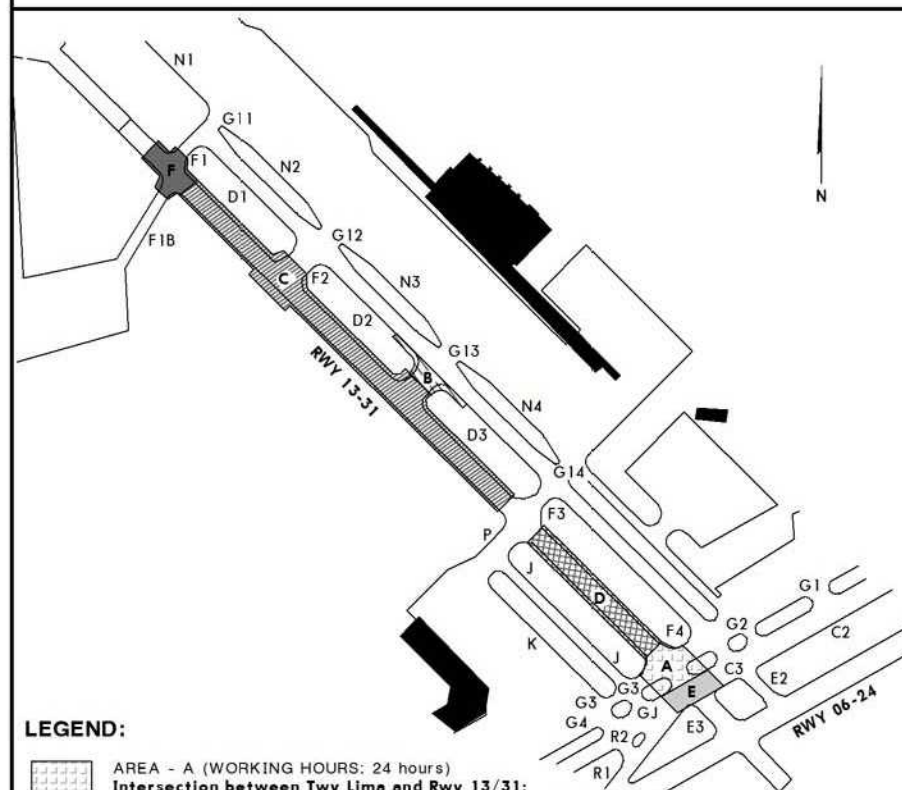 N1
G11
F
F1
N2
D1
N
F1B
G12
C
F2
N3
D2
RWY 13-31
G13
B
N4
D3
G14
F3
P
J
G1
D
G2
C2
K
F4
J
A
C3
E2
G3
G3
E
GJ
G4
E3
RWY 06-24
R2
R1
LEGEND:
AREA - A (WORKING HOURS: 24 hours)
Intersection between Twy Lima and Rwy 13/31: